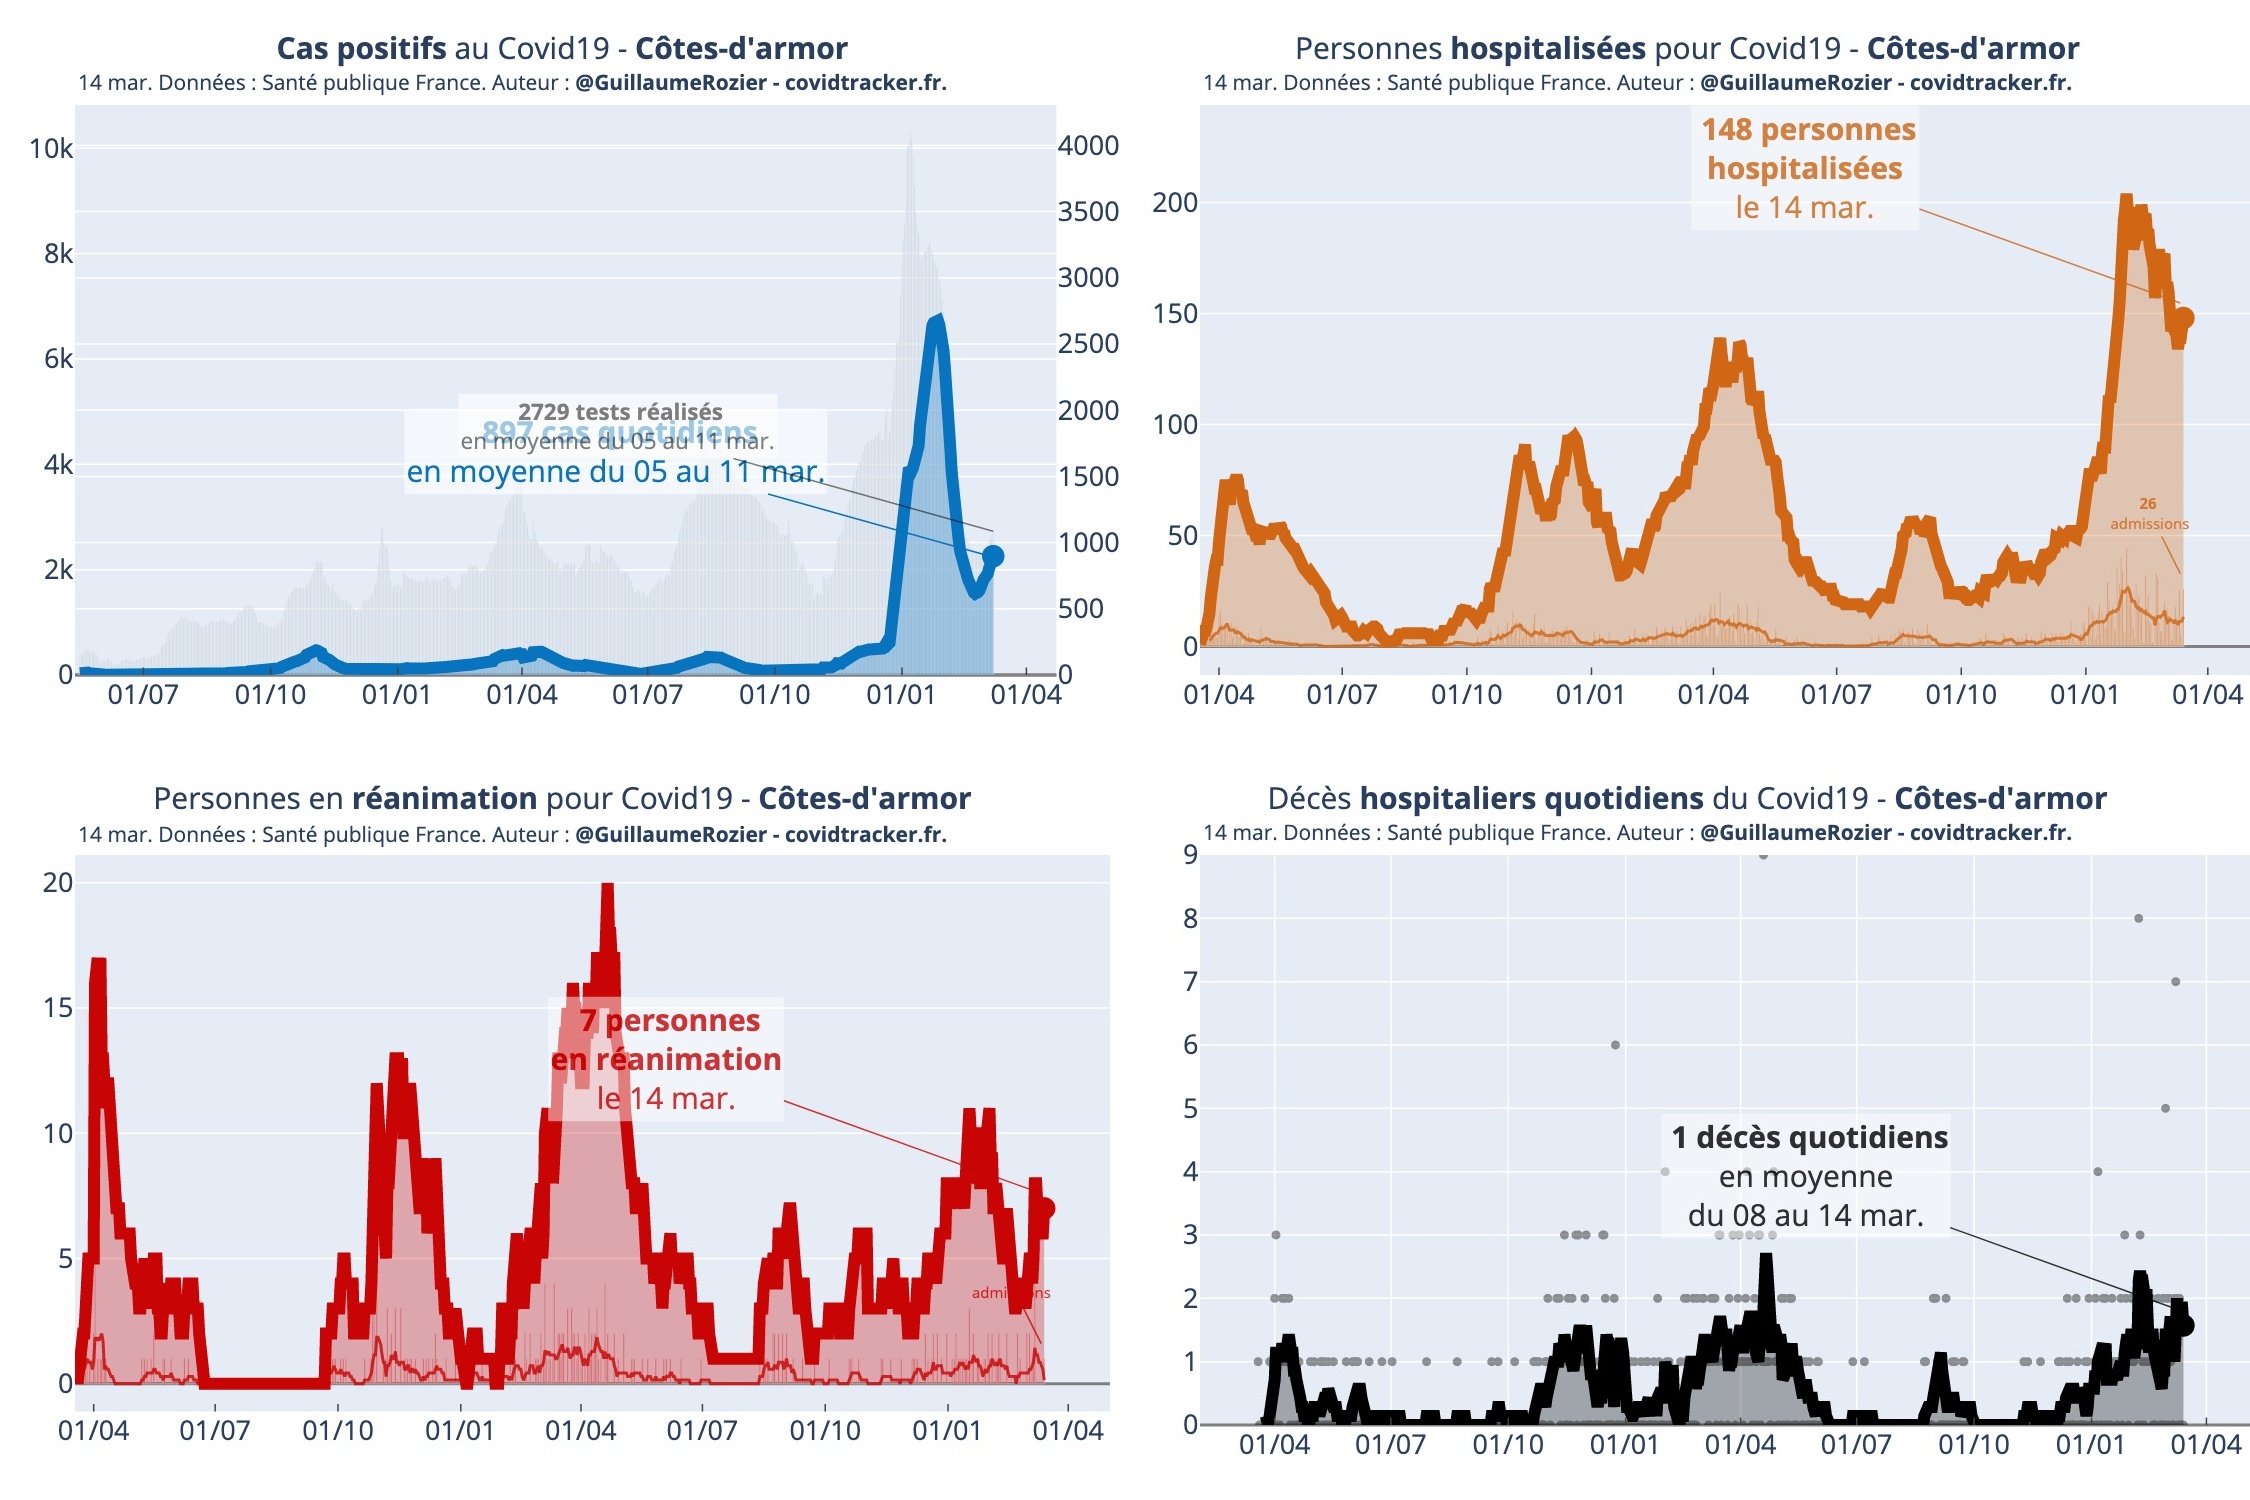 Cas positifs au Covid19 - Côtes-d'armor
14 mar. Données : Santé publique France. Auteur : @GuillaumeRozier - covidtracker.fr.
10k
8k
6k
4k
2k
0
4000
3500
3000
2500
2000
1500
1000
500
0
2729 tests réalisés
en moyenne du 05 au 11 mar.
897 cas quotidiens
en moyenne du 05 au 11 mar.
01/07 01/10 01/01 01/04 01/07 01/10 01/01 01/04
Personnes hospitalisées pour Covid19 - Côtes-d'armor
14 mar. Données : Santé publique France. Auteur : @GuillaumeRozier - covidtracker.fr.
148 personnes
hospitalisées
le 14 mar.
200
150
100
50
0
26
admissions
01/04 01/07 01/10 01/01 01/04 01/07 01/10 01/01 01/04
Personnes en réanimation pour Covid19 - Côtes-d'armor
14 mar. Données : Santé publique France. Auteur : @GuillaumeRozier - covidtracker.fr.
20
15
10
5
0
7 personnes
en réanimation
le 14 mar.
admissions
01/04 01/07 01/10 01/01 01/04 01/07 01/10 01/01 01/04
Décès hospitaliers quotidiens du Covid19 - Côtes-d'armor
14 mar. Données : Santé publique France. Auteur : @GuillaumeRozier - covidtracker.fr.
9
8
7
6
5
4
3
2
1
0
1 décès quotidiens
en moyenne
du 08 au 14 mar.
01/04 01/07 01/10 01/01 01/04 01/07 01/10 01/01 01/04